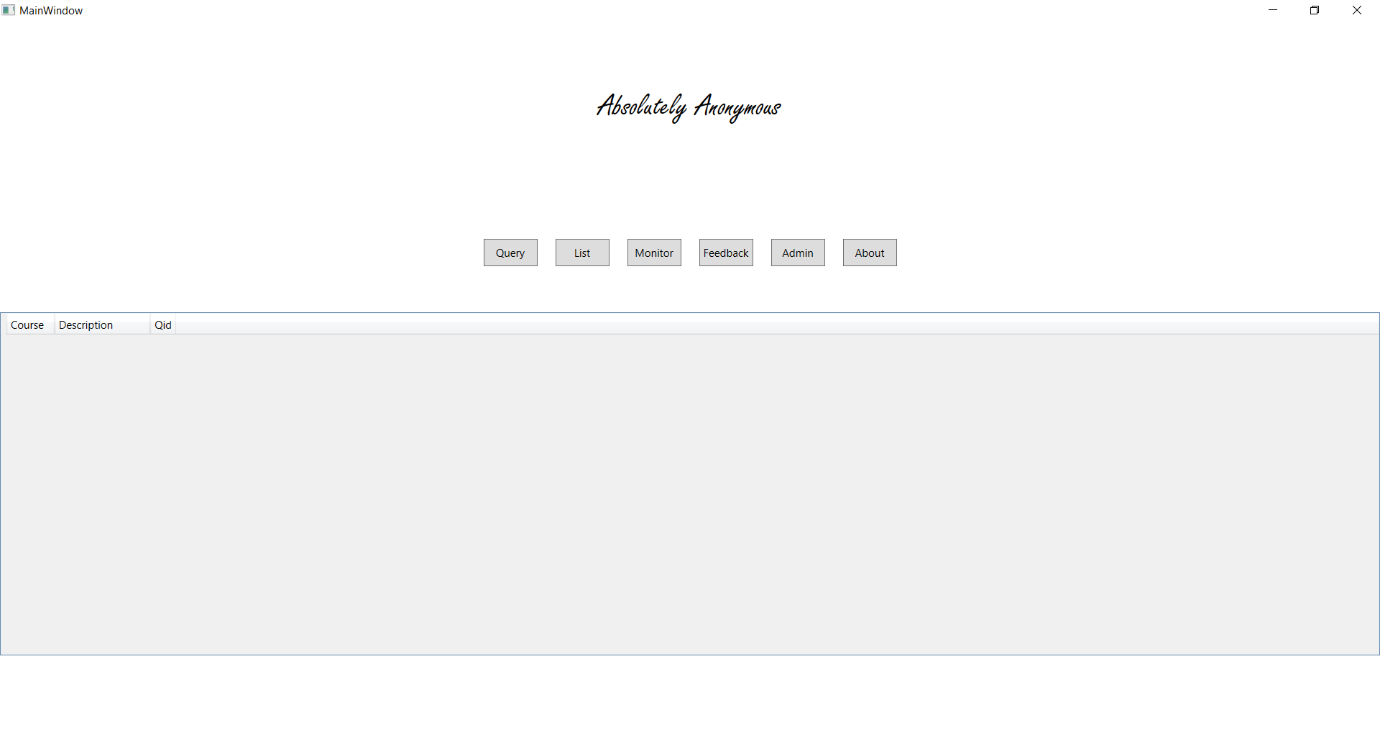 MainWindow
Absolutely Anonymous
Query List Monitor Feedback Admin About
Course Description Qid